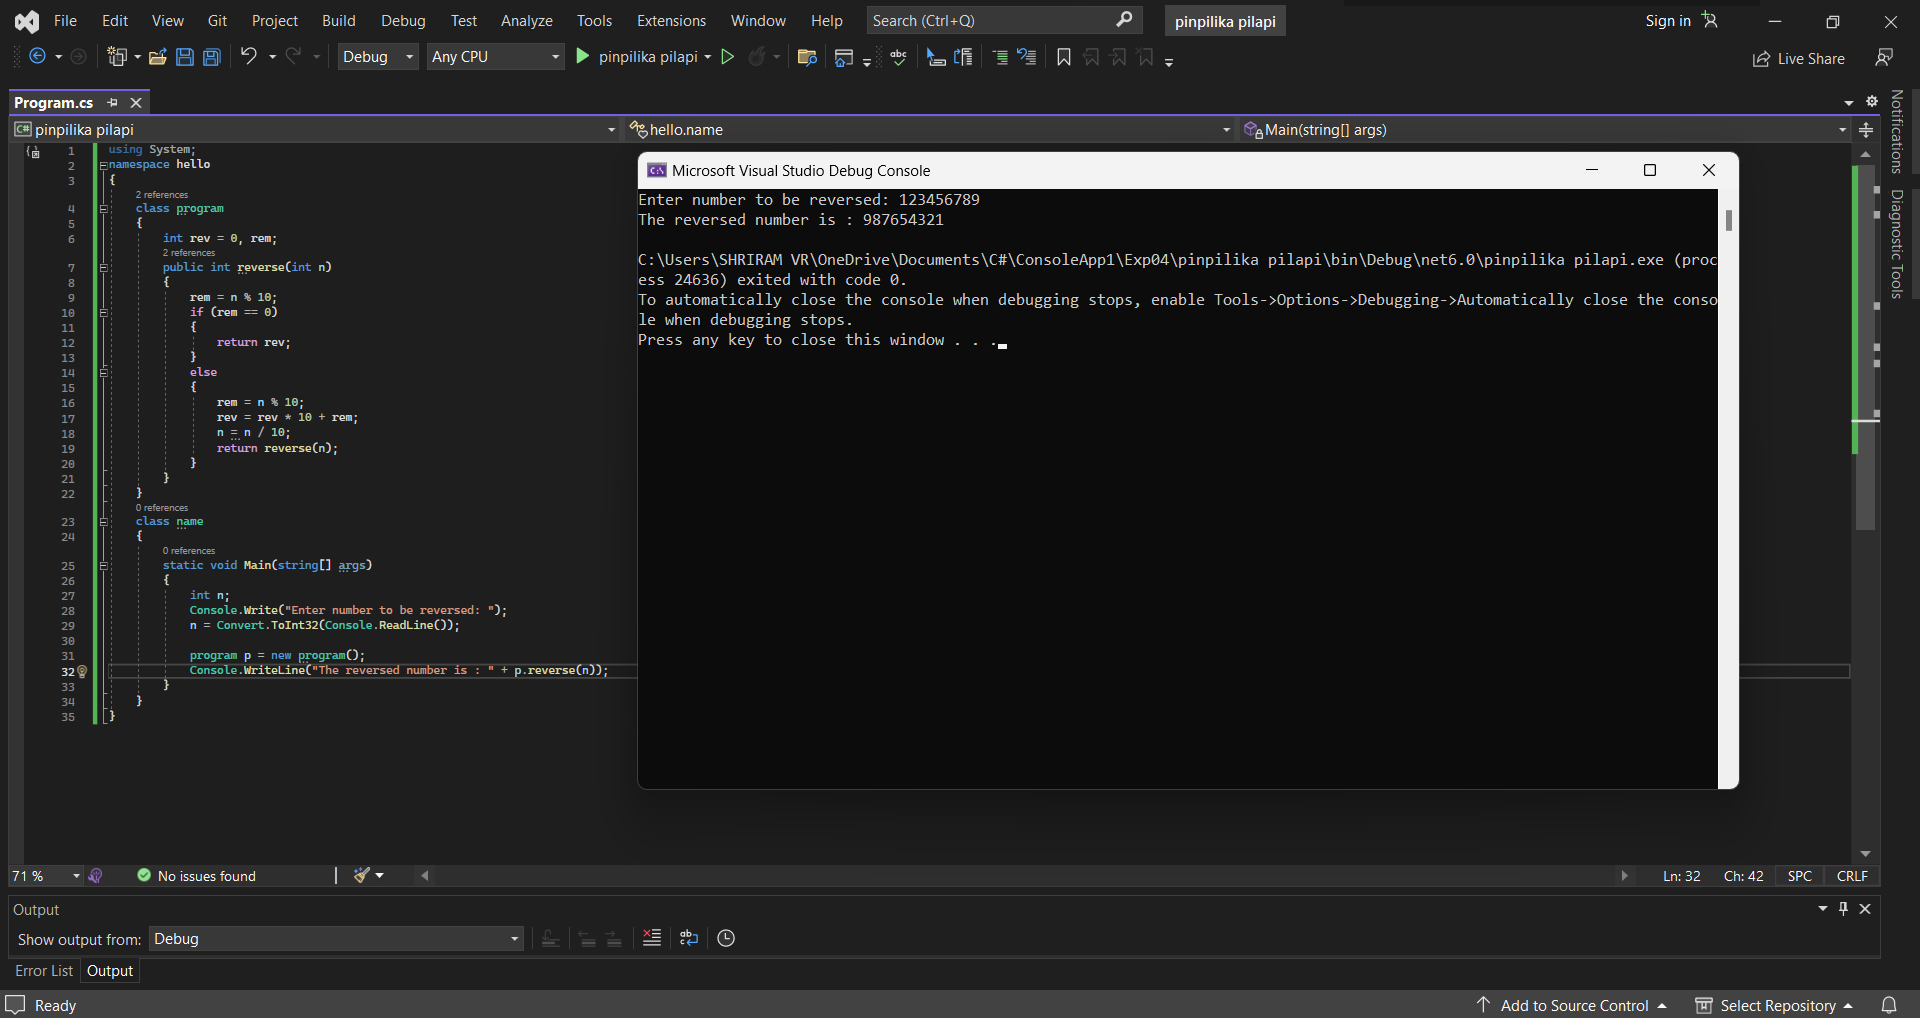 File Edit View Git Project Build Debug Test Analyze Tools Extensions Window Help Search (Ctrl+Q) pinpilika pilapi Sign in
Debug Any CPU pinpilika pilapi Live Share
Program.cs
C# pinpilika pilapi hello.name Main(string[] args)
Notifications
Diagnostic Tools
1 using System;
2 namespace hello
3 {
2 references
4 class program
5 {
6 int rev = 0, rem;
2 references
7 public int reverse(int n)
8 {
9 rem = n % 10;
10 if (rem == 0)
11 {
12 return rev;
13 }
14 else
15 {
16 rem = n % 10;
17 rev = rev * 10 + rem;
18 n = n / 10;
19 return reverse(n);
20 }
21 }
22 }
0 references
23 class name
24 {
0 references
25 static void Main(string[] args)
26 {
27 int n;
28 Console.Write("Enter number to be reversed: ");
29 n = Convert.ToInt32(Console.ReadLine());
30
31 program p = new program();
32 Console.WriteLine("The reversed number is : " + p.reverse(n));
33 }
34 }
35 }
Microsoft Visual Studio Debug Console
Enter number to be reversed: 123456789
The reversed number is : 987654321
C:\Users\SHRIRAM VR\OneDrive\Documents\C#\ConsoleApp1\Exp04\pinpilika pilapi\bin\Debug\net6.0\pinpilika pilapi.exe (proc
ess 24636) exited with code 0.
To automatically close the console when debugging stops, enable Tools->Options->Debugging->Automatically close the conso
le when debugging stops.
Press any key to close this window . . .
71 % No issues found Ln: 32 Ch: 42 SPC CRLF
Output
Show output from: Debug
Error List Output
Ready Add to Source Control Select Repository